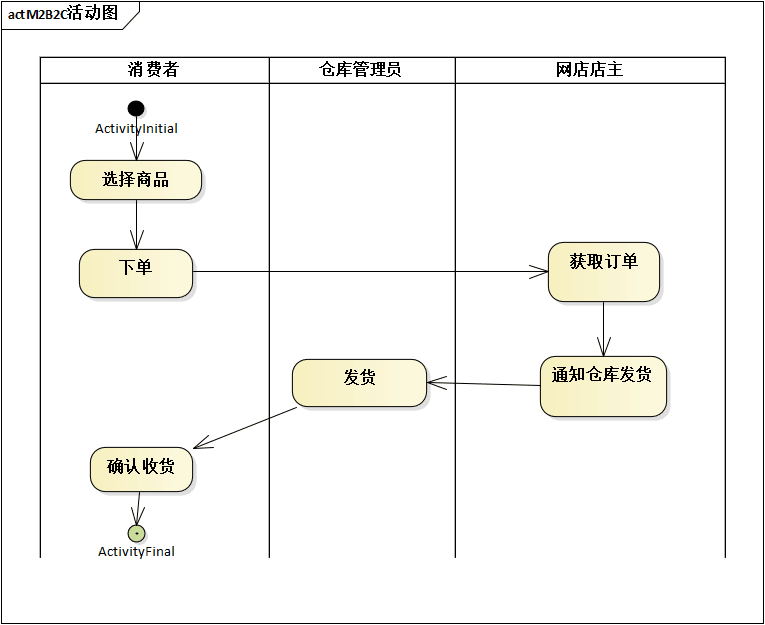 actM2B2C活动图
消费者
仓库管理员
网店店主
ActivityInitial
选择商品
下单
获取订单
发货
通知仓库发货
确认收货
ActivityFinal